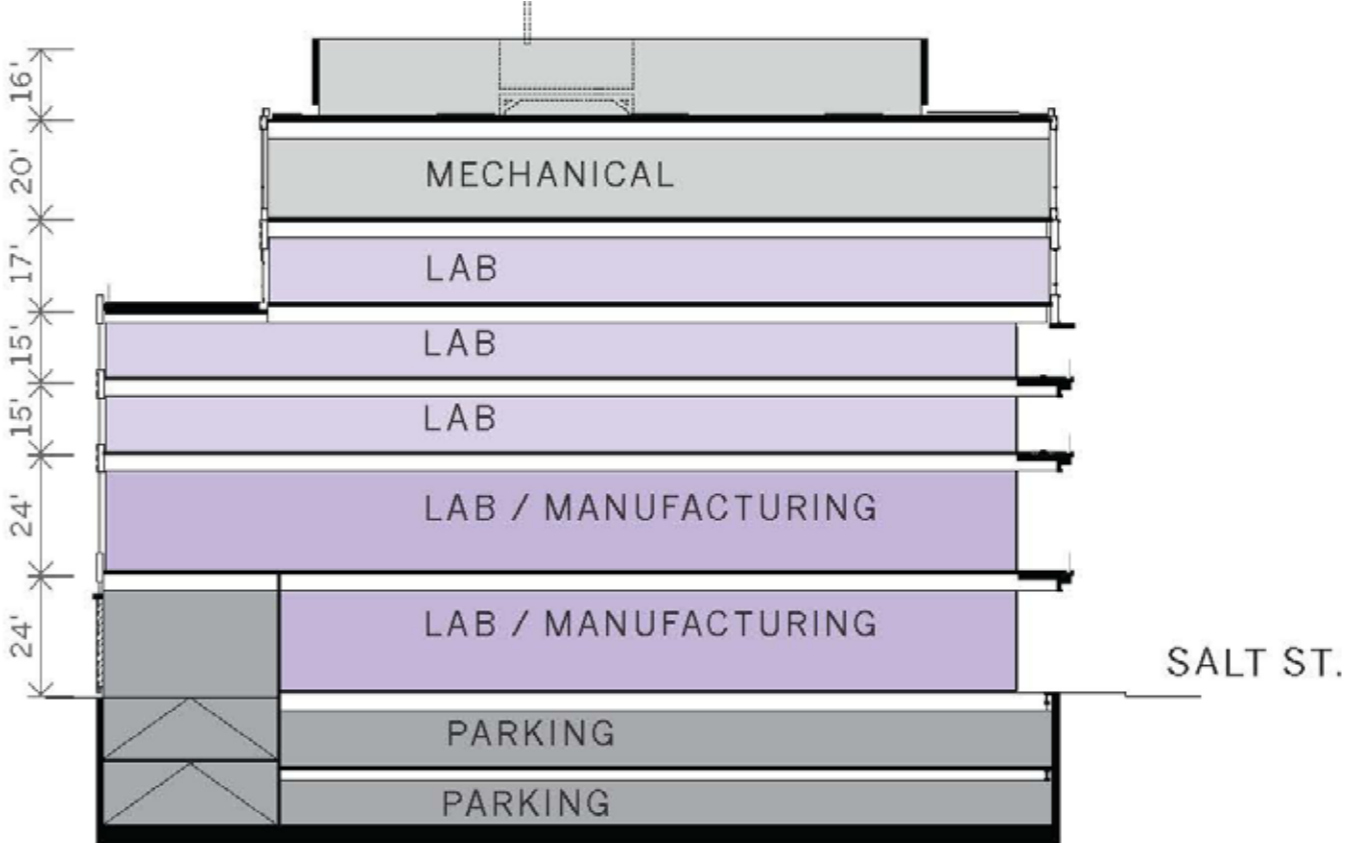 16'
20'
MECHANICAL
17'
LAB
15'
LAB
15'
LAB
24'
LAB / MANUFACTURING
24'
LAB / MANUFACTURING
SALT ST.
PARKING
PARKING